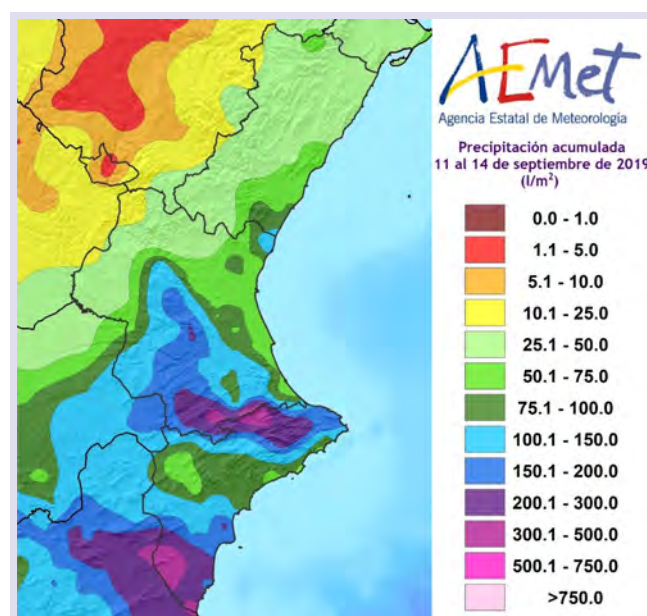 AEMet
Agencia Estatal de Meteorología
Precipitación acumulada
11 al 14 de septiembre de 2019
(l/m²)
0.0 - 1.0
1.1 - 5.0
5.1 - 10.0
10.1 - 25.0
25.1 - 50.0
50.1 - 75.0
75.1 - 100.0
100.1 - 150.0
150.1 - 200.0
200.1 - 300.0
300.1 - 500.0
500.1 - 750.0
>750.0